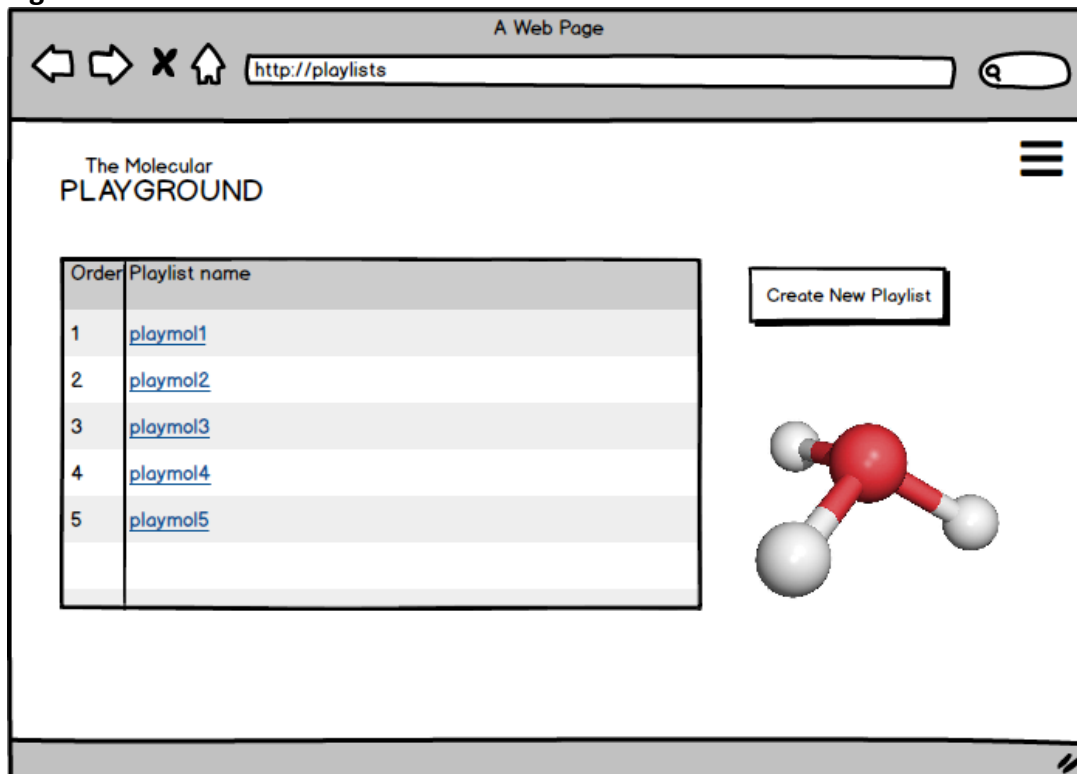 A Web Page
http://playlists
The Molecular
PLAYGROUND
Order Playlist name
Create New Playlist
1 playmol1
2 playmol2
3 playmol3
4 playmol4
5 playmol5